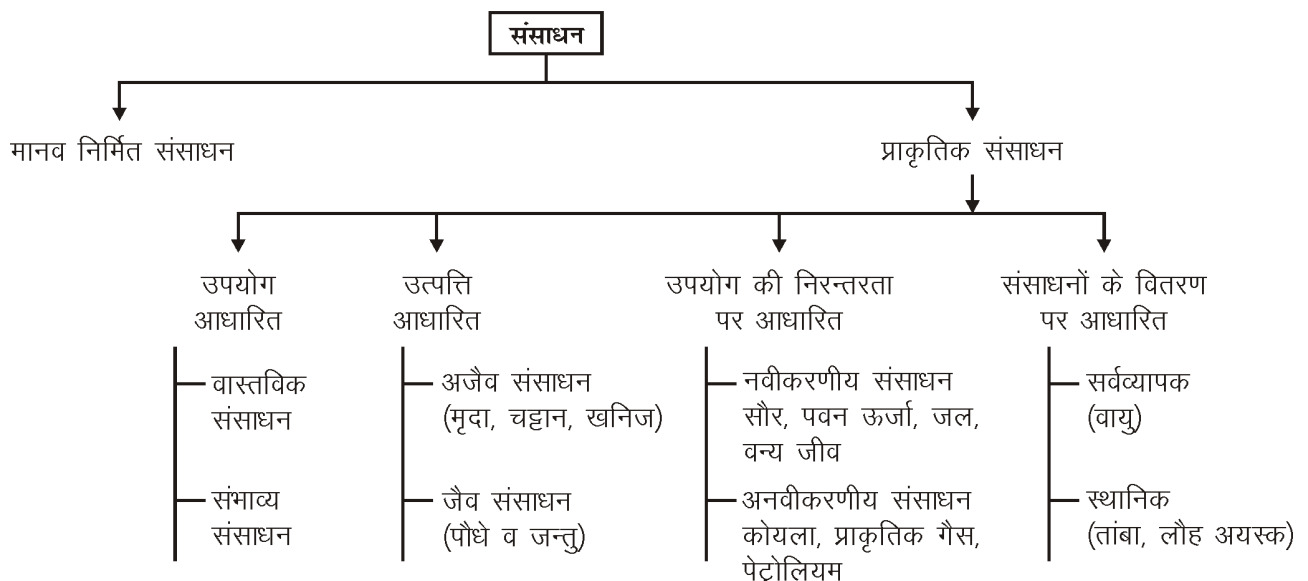 संसाधन
मानव निर्मित संसाधन
प्राकृतिक संसाधन
उपयोग
आधारित
वास्तविक
संसाधन
संभाव्य
संसाधन
उत्पत्ति
आधारित
अजैव संसाधन
(मृदा, चट्टान, खनिज)
जैव संसाधन
(पौधे व जन्तु)
उपयोग की निरन्तरता
पर आधारित
नवीकरणीय संसाधन
सौर, पवन ऊर्जा, जल,
वन्य जीव
अनवीकरणीय संसाधन
कोयला, प्राकृतिक गैस,
पेट्रोलियम
संसाधनों के वितरण
पर आधारित
सर्वव्यापक
(वायु)
स्थानिक
(तांबा, लौह अयस्क)